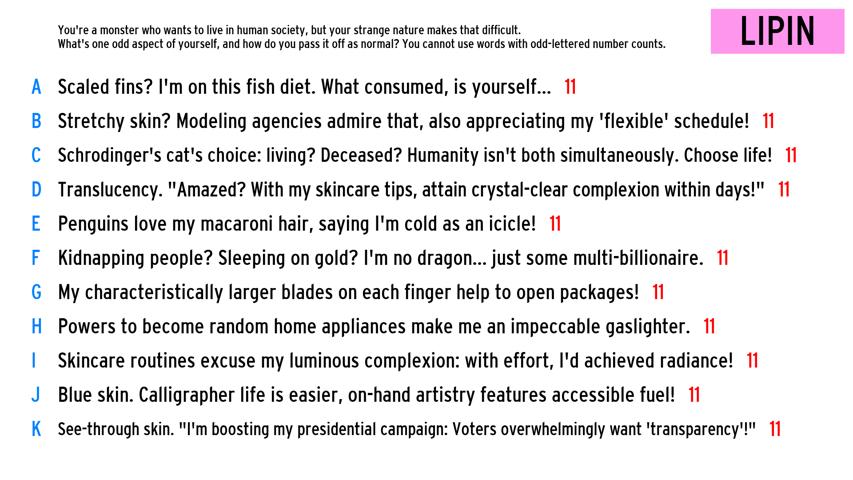 You're a monster who wants to live in human society, but your strange nature makes that difficult.
What's one odd aspect of yourself, and how do you pass it off as normal? You cannot use words with odd-lettered number counts.
LIPIN
A Scaled fins? I'm on this fish diet. What consumed, is yourself... 11
B Stretchy skin? Modeling agencies admire that, also appreciating my 'flexible' schedule! 11
C Schrodinger's cat's choice: living? Deceased? Humanity isn't both simultaneously. Choose life! 11
D Translucency. "Amazed? With my skincare tips, attain crystal-clear complexion within days!" 11
E Penguins love my macaroni hair, saying I'm cold as an icicle! 11
F Kidnapping people? Sleeping on gold? I'm no dragon... just some multi-billionaire. 11
G My characteristically larger blades on each finger help to open packages! 11
H Powers to become random home appliances make me an impeccable gaslighter. 11
I Skincare routines excuse my luminous complexion: with effort, I'd achieved radiance! 11
J Blue skin. Calligrapher life is easier, on-hand artistry features accessible fuel! 11
K See-through skin. "I'm boosting my presidential campaign: Voters overwhelmingly want 'transparency'!" 11